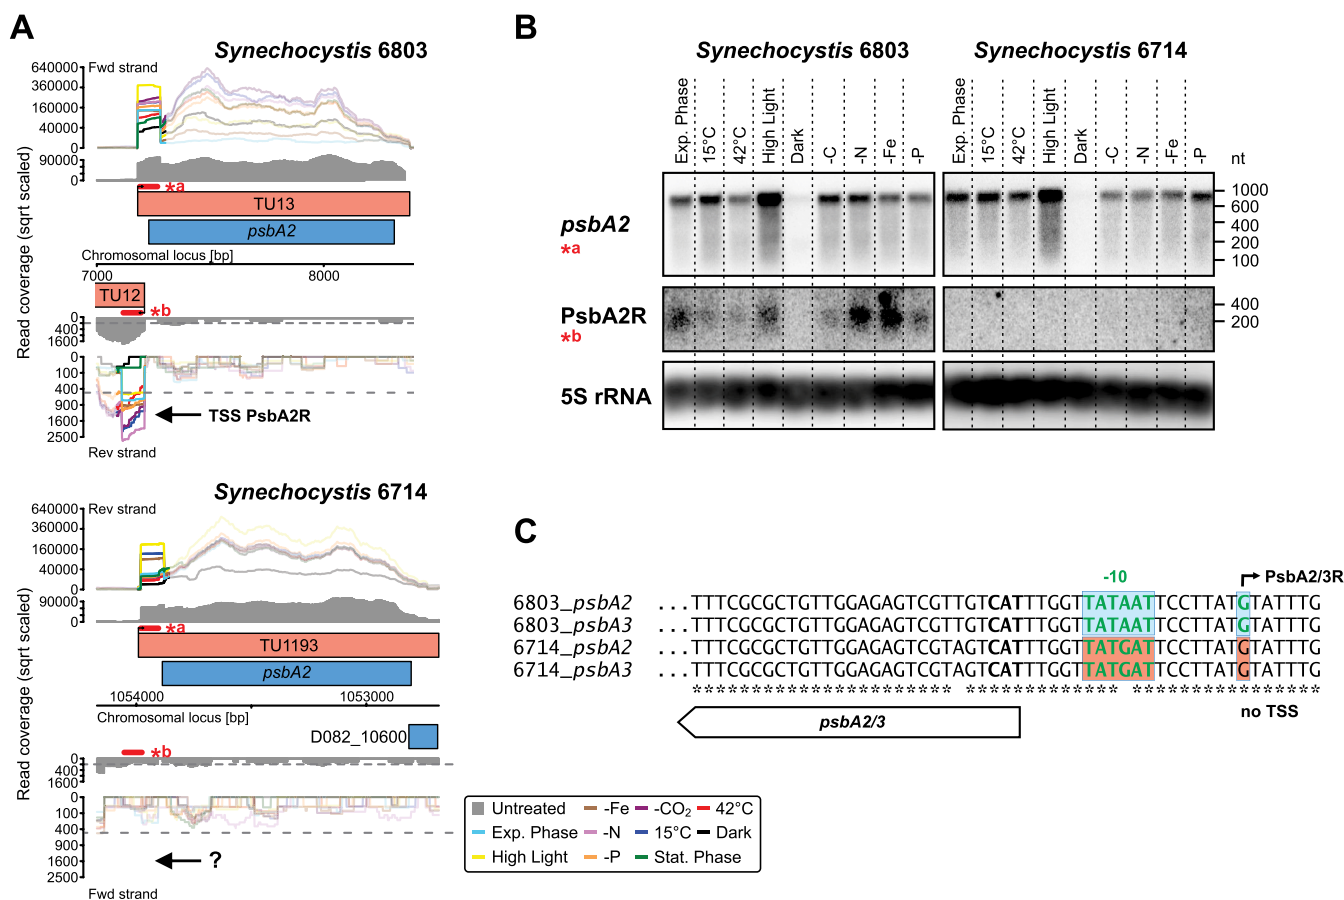 A
Synechocystis 6803
Fwd strand
640000
360000
160000
40000
0
90000
0
*a
TU13
psbA2
Chromosomal locus [bp]
7000
8000
TU12
*b
0
400
1600
0
100
400
900
1600
2500
TSS PsbA2R
Rev strand
Read coverage (sqrt scaled)
Synechocystis 6714
Rev strand
640000
360000
160000
40000
0
90000
0
*a
TU1193
psbA2
1054000
1053000
Chromosomal locus [bp]
D082_10600
*b
0
400
1600
0
100
400
900
1600
2500
?
Fwd strand
Read coverage (sqrt scaled)
Untreated
-Fe
-CO2
42°C
Exp. Phase
-N
15°C
Dark
High Light
-P
Stat. Phase
B
Synechocystis 6803
Synechocystis 6714
Exp. Phase
15°C
42°C
High Light
Dark
-C
-N
-Fe
-P
Exp. Phase
15°C
42°C
High Light
Dark
-C
-N
-Fe
-P
nt
psbA2
*a
1000
600
400
200
100
PsbA2R
*b
400
200
5S rRNA
C
-10
PsbA2/3R
6803_psbA2 ...TTTCGCGCTGTTGGAGAGTCGTTGTCATTTGGTTATAATTCCTTATGTATTTG
6803_psbA3 ...TTTCGCGCTGTTGGAGAGTCGTTGTCATTTGGTTATAATTCCTTATGTATTTG
6714_psbA2 ...TTTCGCGCTGTTGGAGAGTCGTAGTCATTTGGTTATGATTCCTTATGTATTTG
6714_psbA3 ...TTTCGCGCTGTTGGAGAGTCGTAGTCATTTGGTTATGATTCCTTATGTATTTG
********************** ************* ****************
no TSS
psbA2/3